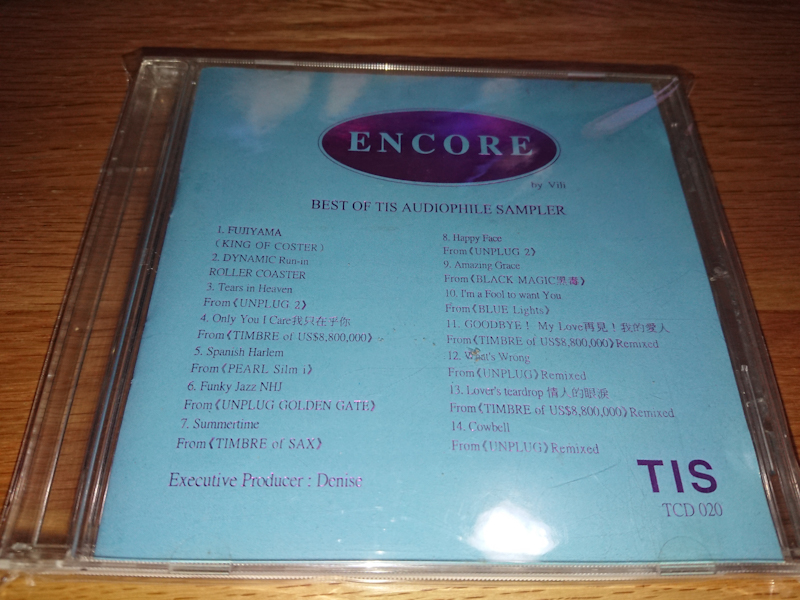 ENCORE
by Vili
BEST OF TIS AUDIOPHILE SAMPLER
1. FUJIYAMA
( KING OF COSTER )
2. DYNAMIC Run-in
ROLLER COASTER
3. Tears in Heaven
From《UNPLUG 2》
4. Only You I Care我只在乎你
From《TIMBRE of US$8,800,000》
5. Spanish Harlem
From《PEARL Silm i》
6. Funky Jazz NHJ
From《UNPLUG GOLDEN GATE》
7. Summertime
From《TIMBRE of SAX》
8. Happy Face
From《UNPLUG 2》
9. Amazing Grace
From《BLACK MAGIC黑毒》
10. I'm a Fool to want You
From《BLUE Lights》
11. GOODBYE！ My Love再見！我的愛人
From《TIMBRE of US$8,800,000》Remixed
12. What's Wrong
From《UNPLUG》Remixed
13. Lover's teardrop 情人的眼淚
From《TIMBRE of US$8,800,000》Remixed
14. Cowbell
From《UNPLUG》Remixed
Executive Producer : Denise
TIS
TCD 020